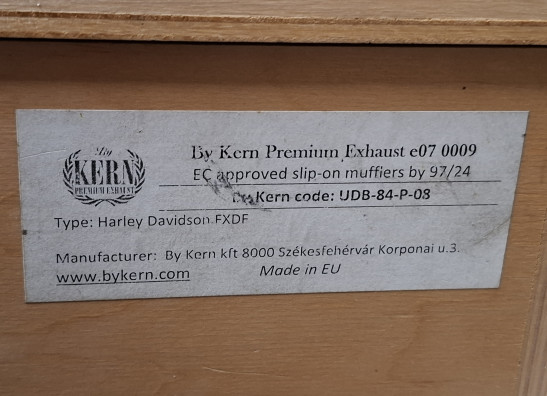 By
KERN
PREMIUM EXHAUST
By Kern Premium Exhaust e07 0009
EC approved slip-on mufflers by 97/24
By Kern code: UDB-84-P-08
Type: Harley Davidson FXDF
Manufacturer: By Kern kft 8000 Székesfehérvár Korponai u.3.
www.bykern.com
Made in EU